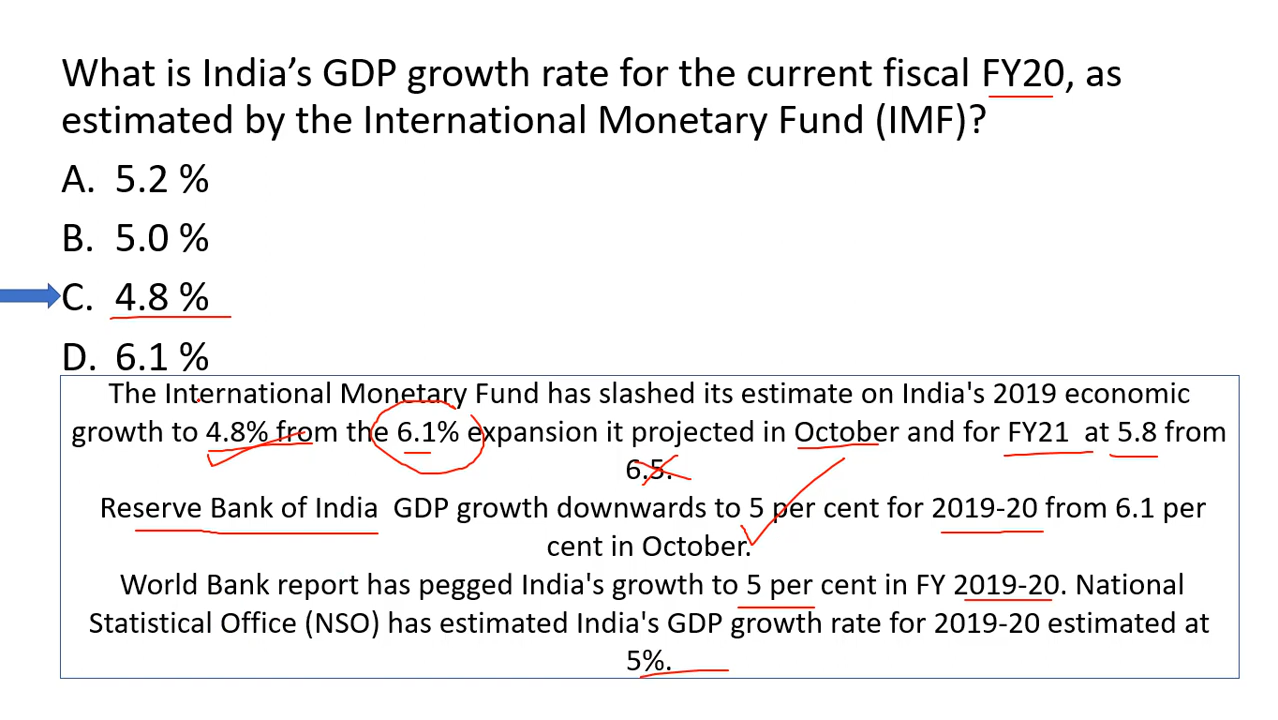 What is India’s GDP growth rate for the current fiscal FY20, as
estimated by the International Monetary Fund (IMF)?
A. 5.2 %
B. 5.0 %
C. 4.8 %
D. 6.1 %
The International Monetary Fund has slashed its estimate on India's 2019 economic
growth to 4.8% from the 6.1% expansion it projected in October and for FY21 at 5.8 from
6.5.
Reserve Bank of India GDP growth downwards to 5 per cent for 2019-20 from 6.1 per
cent in October.
World Bank report has pegged India's growth to 5 per cent in FY 2019-20. National
Statistical Office (NSO) has estimated India's GDP growth rate for 2019-20 estimated at
5%.